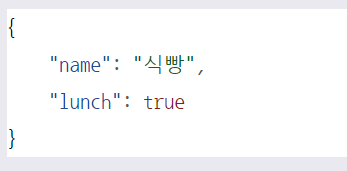 {
    "name": "식빵",
    "lunch": true
}